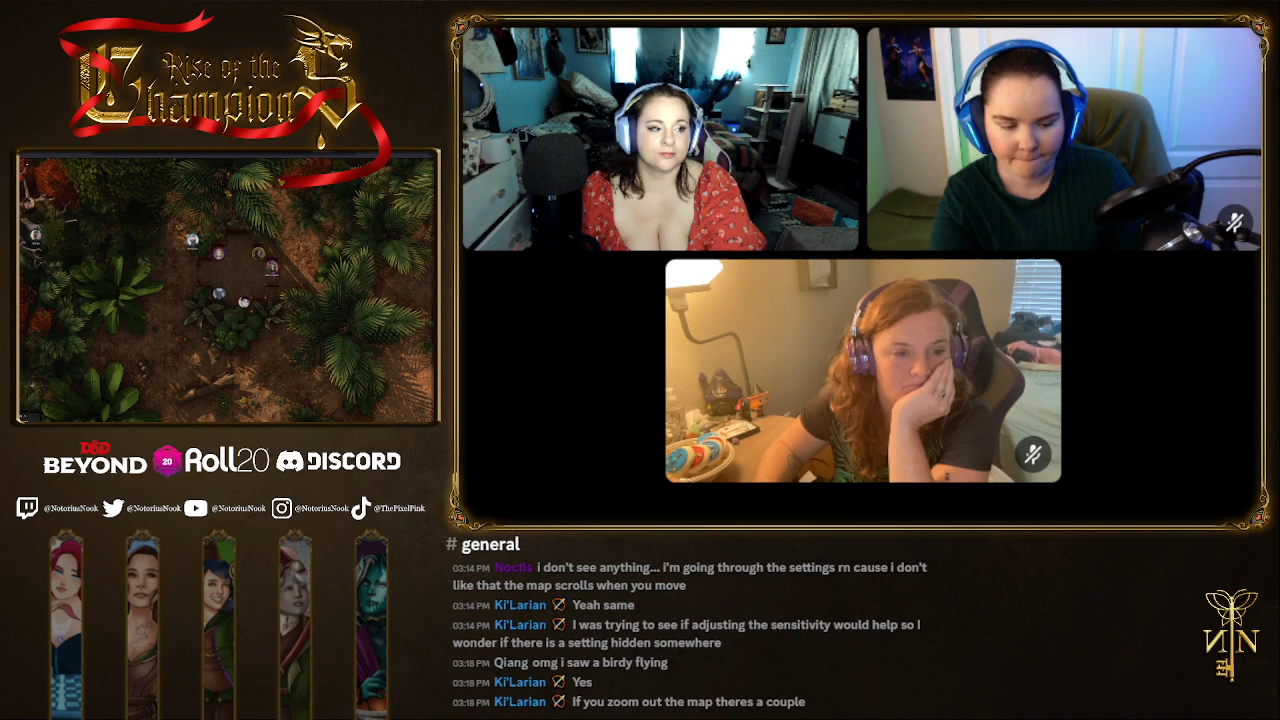 Rise of the
ChampionS
D&D
BEYOND
20
Roll20
DISCORD
@NotoriusNook
@NotoriusNook
@NotoriusNook
@NotoriusNook
@ThePixelPink
# general
03:14 PM Noctis i don't see anything... i'm going through the settings rn cause i don't
like that the map scrolls when you move
03:14 PM Ki'Larian Yeah same
03:14 PM Ki'Larian I was trying to see if adjusting the sensitivity would help so I
wonder if there is a setting hidden somewhere
03:18 PM Qiang omg i saw a birdy flying
03:18 PM Ki'Larian Yes
03:18 PM Ki'Larian If you zoom out the map theres a couple
N N